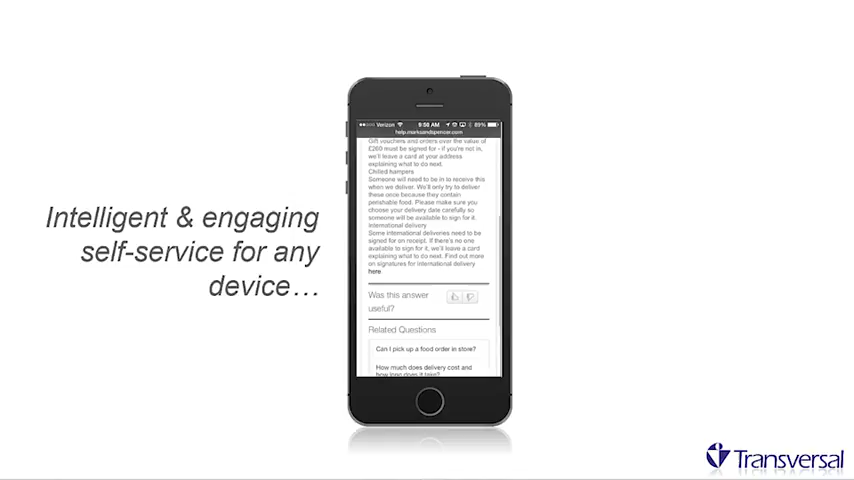 Intelligent & engaging
self-service for any
device…
Verizon 9:50 AM 89%
help.marksandspencer.com
Gift vouchers and orders over the value of
£260 must be signed for - if you're not in,
we'll leave a card at your address
explaining what to do next.
Chilled hampers
Someone will need to be in to receive this
when we deliver. We'll only try to deliver
these once because they contain
perishable food. Please make sure you
choose your delivery date carefully so
someone will be available to sign for it.
International delivery
Some international deliveries need to be
signed for on receipt. If there's no one
available to sign for it, we'll leave a card
explaining what to do next. Find out more
on signatures for international delivery
here
Was this answer
useful?
Related Questions
Can I pick up a food order in store?
How much does delivery cost and
how long does it take?
Transversal